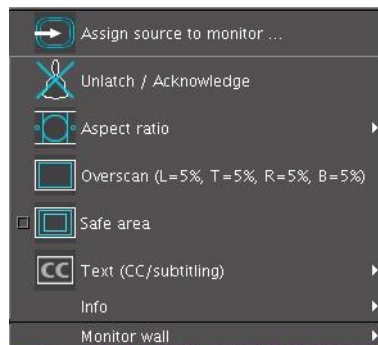 Assign source to monitor ...
Unlatch / Acknowledge
Aspect ratio
Overscan (L=5%, T=5%, R=5%, B=5%)
Safe area
CC Text (CC/subtitling)
Info
Monitor wall